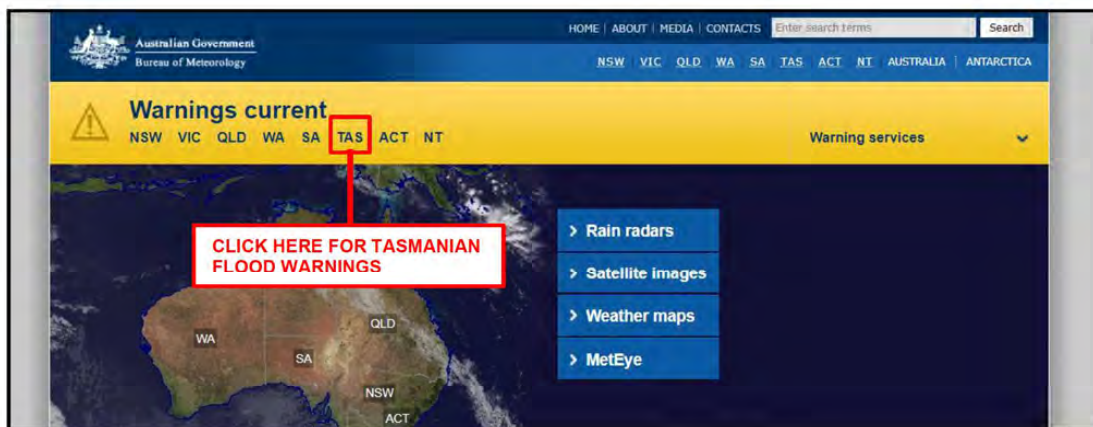 Australian Government
Bureau of Meteorology
HOME | ABOUT | MEDIA | CONTACTS Enter search terms Search
NSW VIC QLD WA SA TAS ACT NT AUSTRALIA | ANTARCTICA
Warnings current
NSW VIC QLD WA SA TAS ACT NT
Warning services
CLICK HERE FOR TASMANIAN
FLOOD WARNINGS
> Rain radars
> Satellite images
> Weather maps
> MetEye
QLD
WA
SA
NSW
ACT